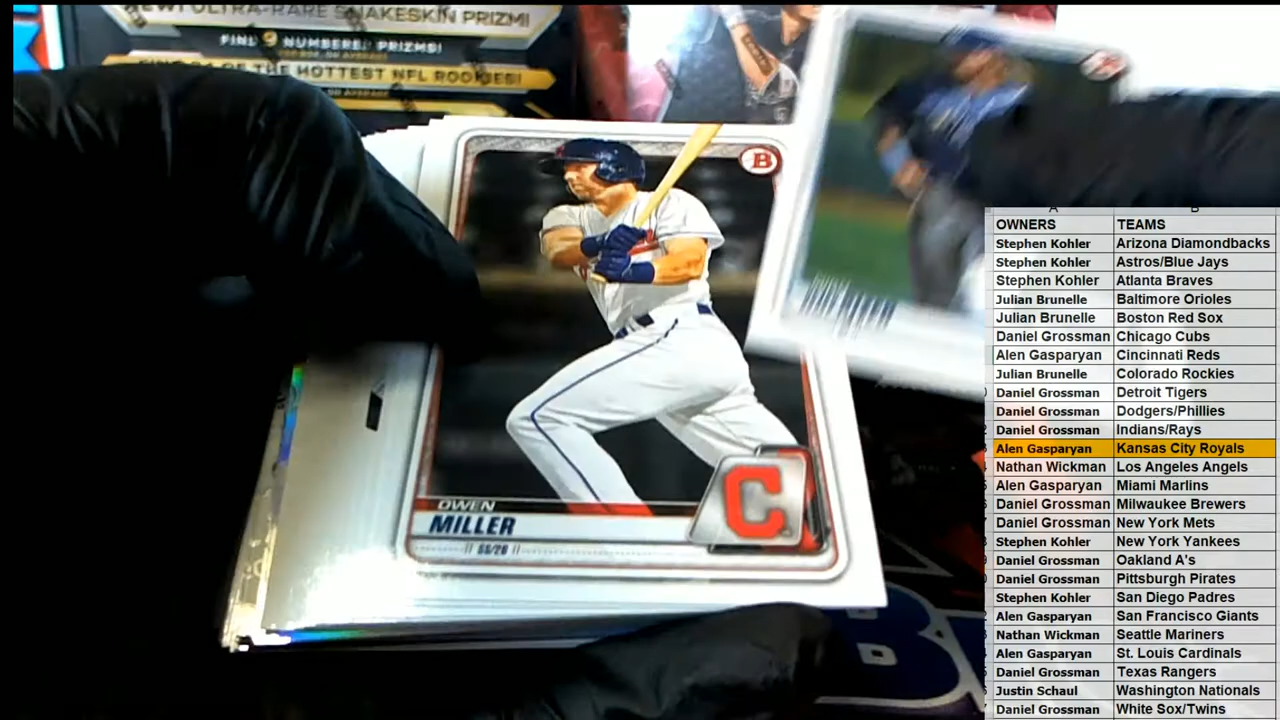 NEW! ULTRA-RARE SNAKESKIN PRIZM!
NUMBERED PRIZMS!
OF THE HOTTEST NFL ROOKIES!
B
OWEN
MILLER
SS/2B
C
A B
OWNERS TEAMS
Stephen Kohler Arizona Diamondbacks
Stephen Kohler Astros/Blue Jays
Stephen Kohler Atlanta Braves
Julian Brunelle Baltimore Orioles
Julian Brunelle Boston Red Sox
Daniel Grossman Chicago Cubs
Alen Gasparyan Cincinnati Reds
Julian Brunelle Colorado Rockies
Daniel Grossman Detroit Tigers
Daniel Grossman Dodgers/Phillies
Daniel Grossman Indians/Rays
Alen Gasparyan Kansas City Royals
Nathan Wickman Los Angeles Angels
Alen Gasparyan Miami Marlins
Daniel Grossman Milwaukee Brewers
Daniel Grossman New York Mets
Stephen Kohler New York Yankees
Daniel Grossman Oakland A's
Daniel Grossman Pittsburgh Pirates
Stephen Kohler San Diego Padres
Alen Gasparyan San Francisco Giants
Nathan Wickman Seattle Mariners
Alen Gasparyan St. Louis Cardinals
Daniel Grossman Texas Rangers
Justin Schaul Washington Nationals
Daniel Grossman White Sox/Twins